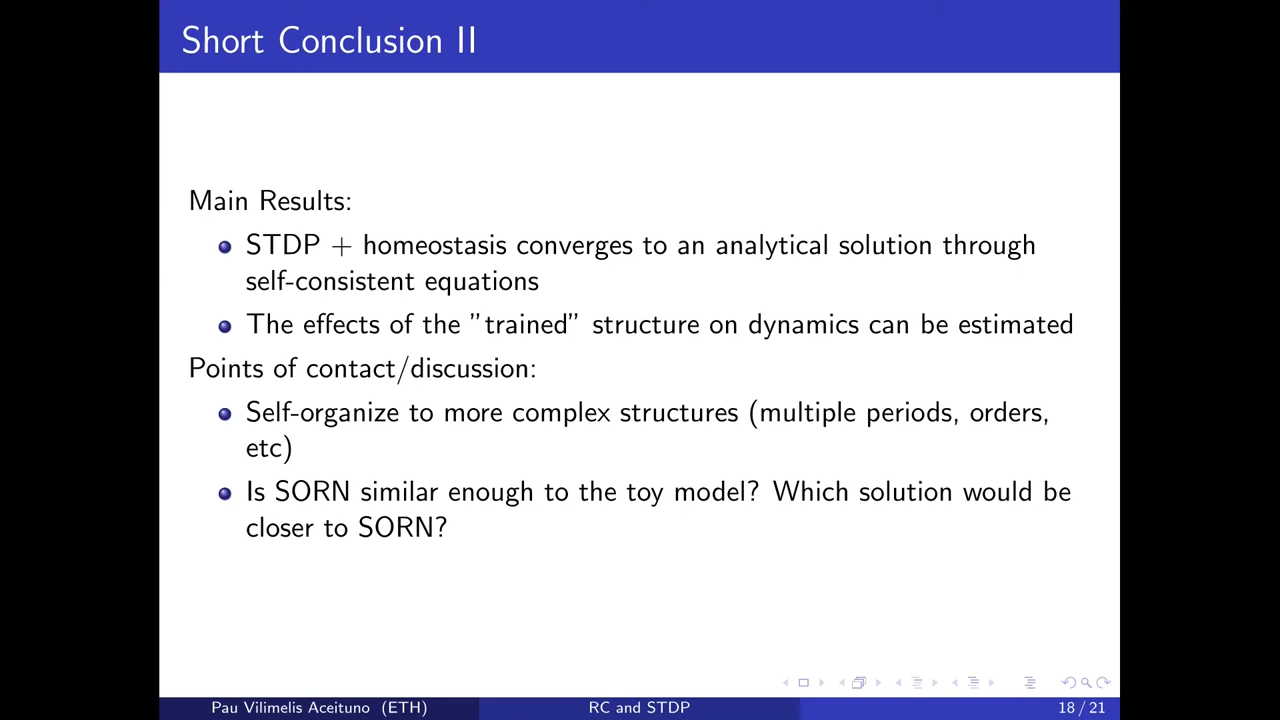 Short Conclusion II
Main Results:
STDP + homeostasis converges to an analytical solution through
self-consistent equations
The effects of the ”trained” structure on dynamics can be estimated
Points of contact/discussion:
Self-organize to more complex structures (multiple periods, orders,
etc)
Is SORN similar enough to the toy model? Which solution would be
closer to SORN?
Pau Vilimelis Aceituno (ETH)
RC and STDP
18 / 21